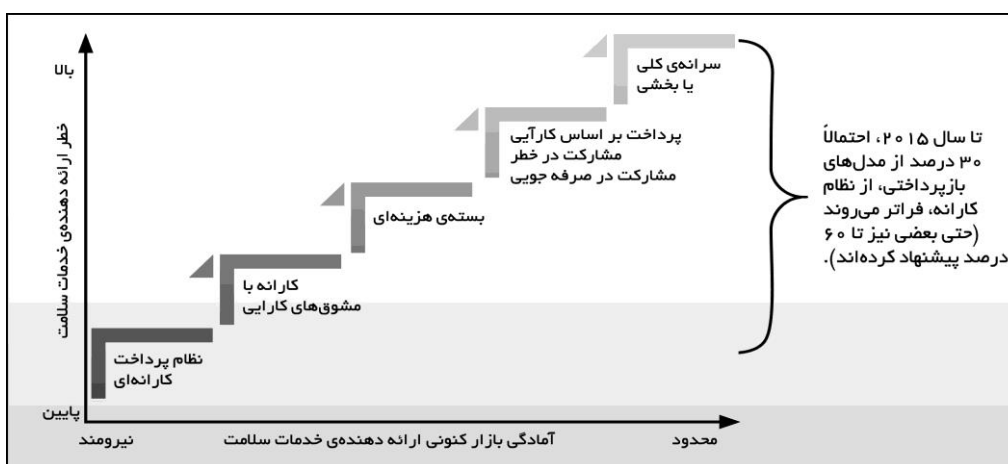 بالا
خطر ارائه دهنده‌ی خدمات سلامت
پایین
سرانه‌ی کلی
یا بخشی
پرداخت بر اساس کارآیی
مشارکت در خطر
مشارکت در صرفه جویی
بسته‌ی هزینه‌ای
کارانه با
مشوق‌های کارایی
نظام پرداخت
کارانه‌ای
تا سال ۲۰۱۵، احتمالاً
۳۰ درصد از مدل‌های
بازپرداختی، از نظام
کارانه، فراتر می‌روند
(حتی بعضی نیز تا ۶۰
درصد پیشنهاد کرده‌اند).
نیرومند
آمادگی بازار کنونی ارائه دهنده‌ی خدمات سلامت
محدود